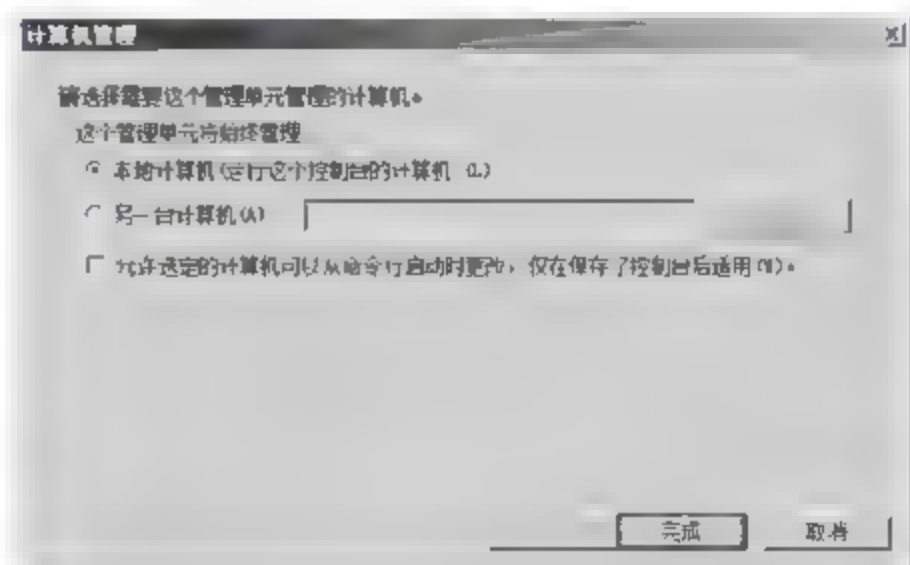 计算机管理
请选择需要这个管理单元管理的计算机。
这个管理单元将始终管理
本地计算机(运行这个控制台的计算机)(L)
另一台计算机(A)
允许选定的计算机可以从命令行启动时更改，仅在保存了控制台后适用(W)。
完成
取消